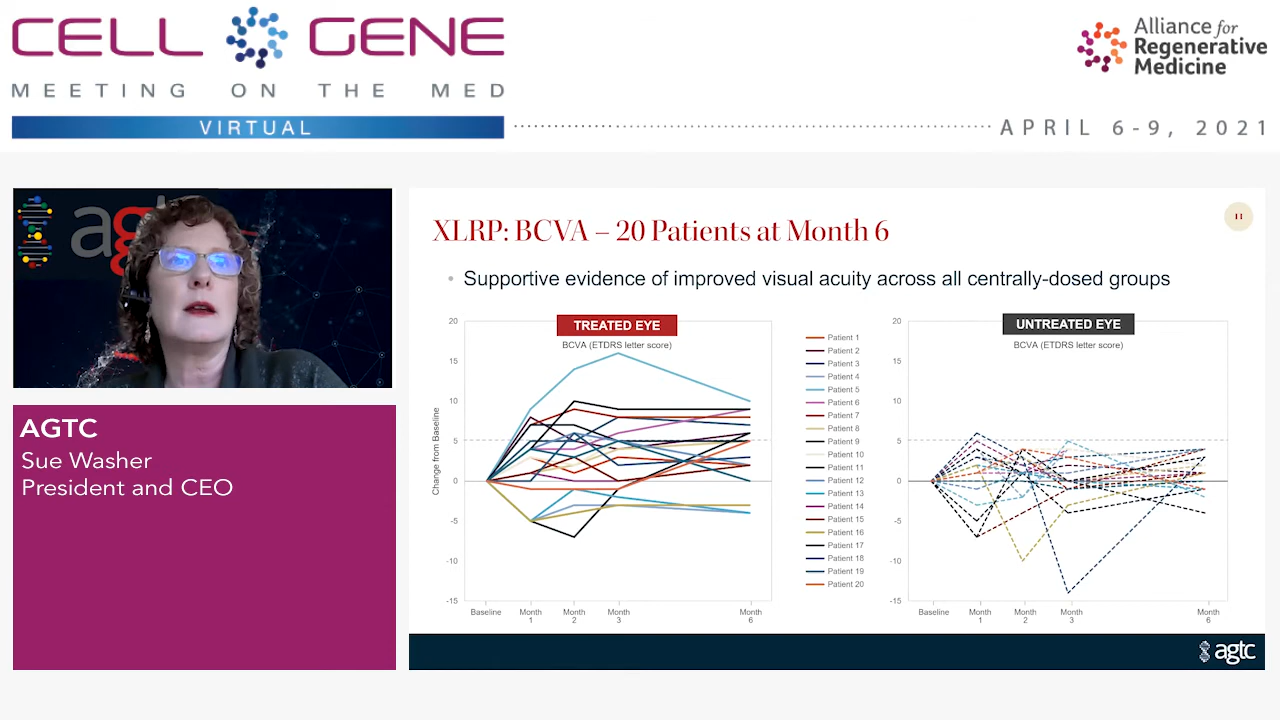 CELL GENE
MEETING ON THE MED
VIRTUAL
Alliance for
Regenerative
Medicine
APRIL 6-9, 2021
agtc
AGTC
Sue Washer
President and CEO
11
XLRP: BCVA – 20 Patients at Month 6
• Supportive evidence of improved visual acuity across all centrally-dosed groups
TREATED EYE
BCVA (ETDRS letter score)
Change from Baseline
20
15
10
5
0
-5
-10
-15
Baseline
Month
1
Month
2
Month
3
Month
6
Patient 1
Patient 2
Patient 3
Patient 4
Patient 5
Patient 6
Patient 7
Patient 8
Patient 9
Patient 10
Patient 11
Patient 12
Patient 13
Patient 14
Patient 15
Patient 16
Patient 17
Patient 18
Patient 19
Patient 20
UNTREATED EYE
BCVA (ETDRS letter score)
20
15
10
5
0
-5
-10
-15
Baseline
Month
1
Month
2
Month
3
Month
6
agtc